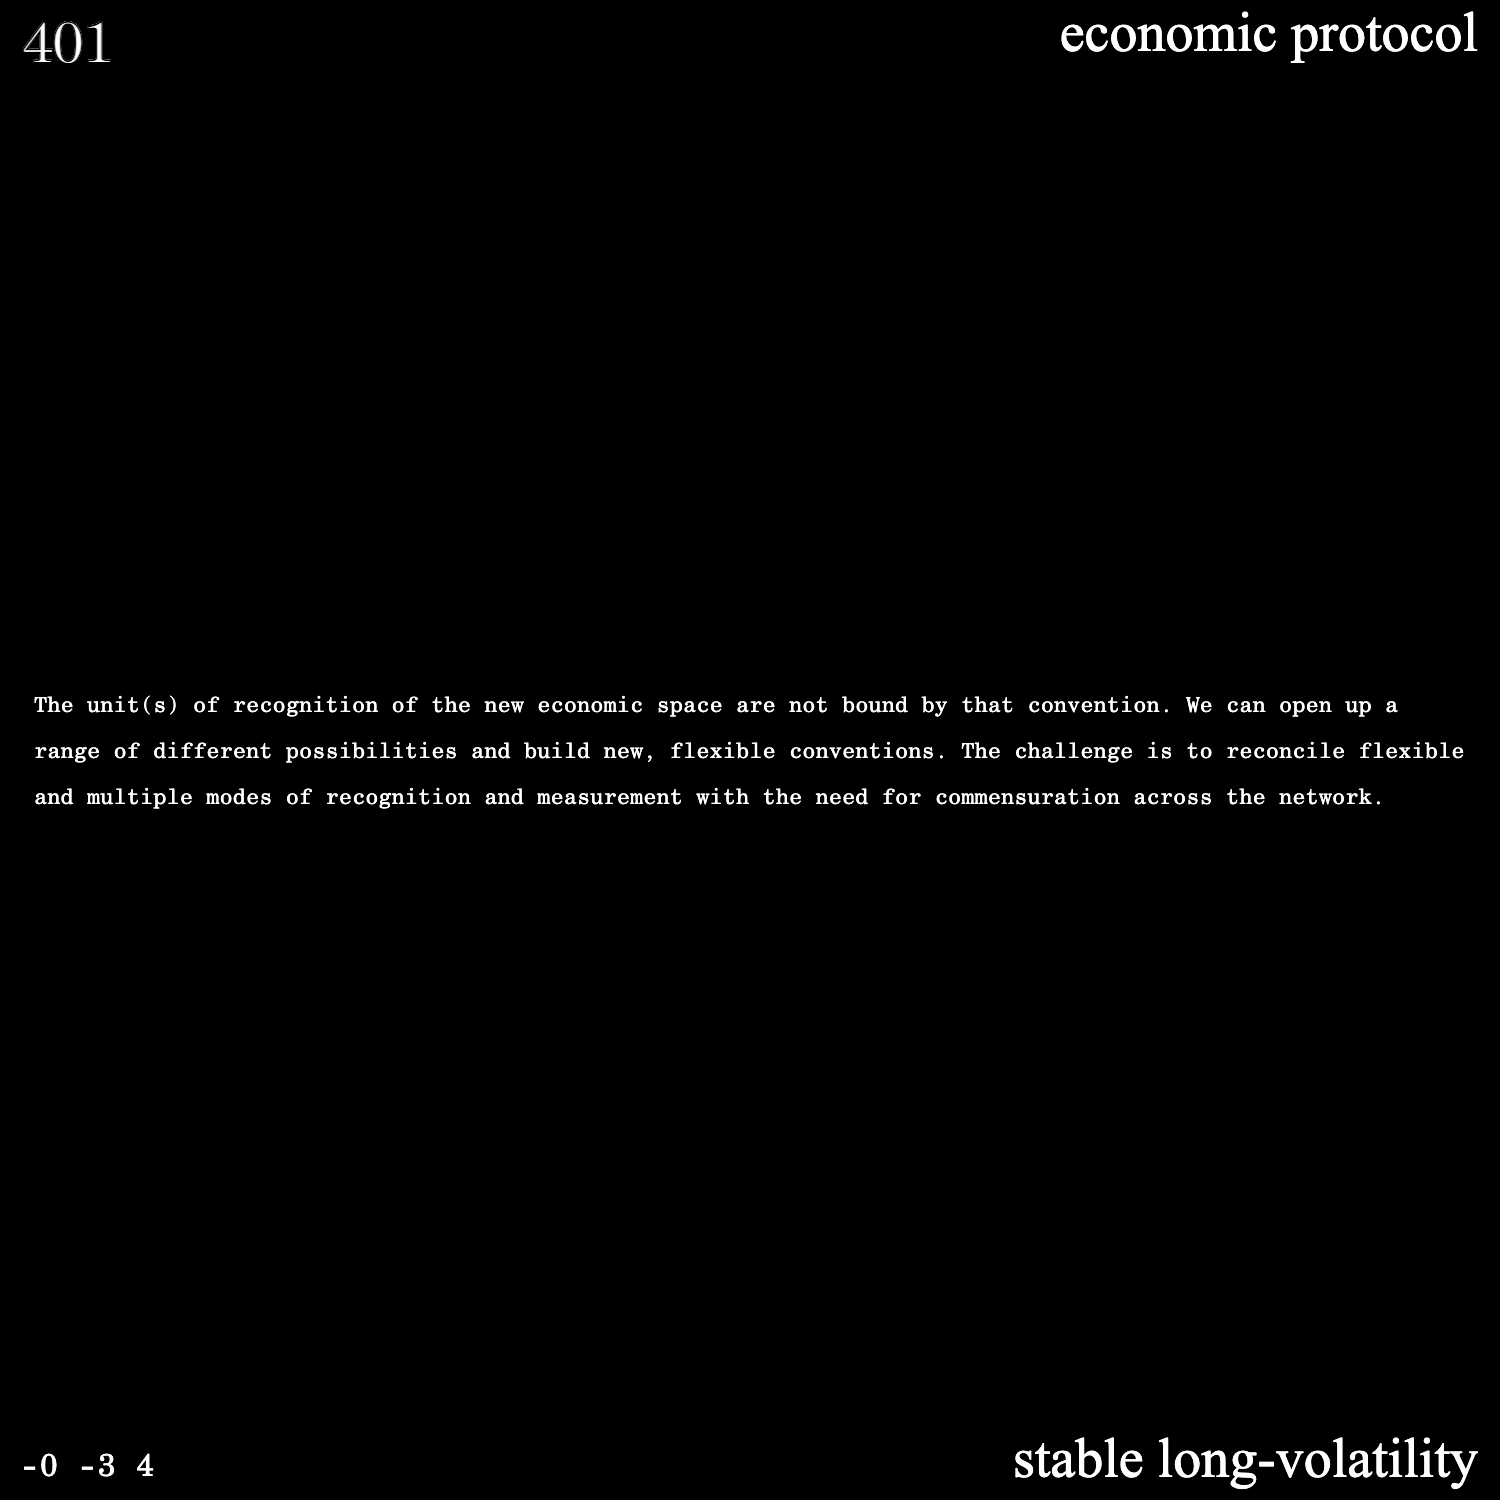 401
economic protocol
The unit(s) of recognition of the new economic space are not bound by that convention. We can open up a
range of different possibilities and build new, flexible conventions. The challenge is to reconcile flexible
and multiple modes of recognition and measurement with the need for commensuration across the network.
-0 -3 4
stable long-volatility